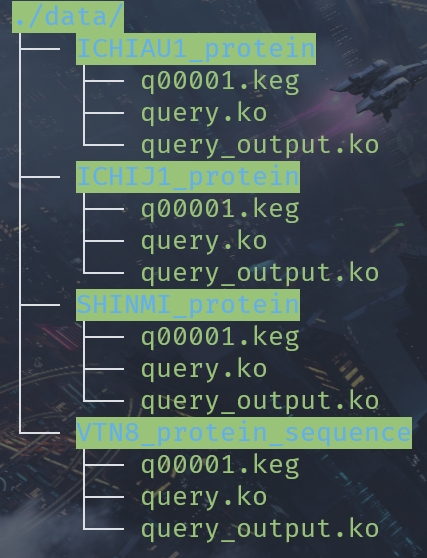 ./data/
ICHIAU1_protein
q00001.keg
query.ko
query_output.ko
ICHIJ1_protein
q00001.keg
query.ko
query_output.ko
SHINMI_protein
q00001.keg
query.ko
query_output.ko
VTN8_protein_sequence
q00001.keg
query.ko
query_output.ko